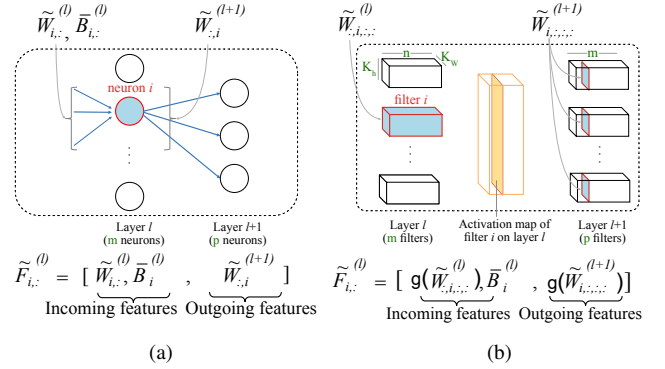 W̃_{i,:}^{(l)}, B̄_{i,:}^{(l)}
W̃_{:,i}^{(l+1)}
neuron i
⋮
⋮
Layer l
(m neurons)
Layer l+1
(p neurons)
F̃_{i,:}^{(l)} = [ W̃_{i,:}^{(l)}, B̄_i^{(l)} , W̃_{:,i}^{(l+1)} ]
Incoming features Outgoing features
(a)
W̃_{:,i,:,:}^{(l)}
W̃_{i,:,:,:}^{(l+1)}
n
K_h
K_w
m
filter i
⋮
⋮
Layer l
(m filters)
Activation map of
filter i on layer l
Layer l+1
(p filters)
F̃_{i,:}^{(l)} = [ g(W̃_{:,i,:,:}^{(l)}), B̄_i^{(l)} , g(W̃_{i,:,:,:}^{(l+1)})]
Incoming features Outgoing features
(b)